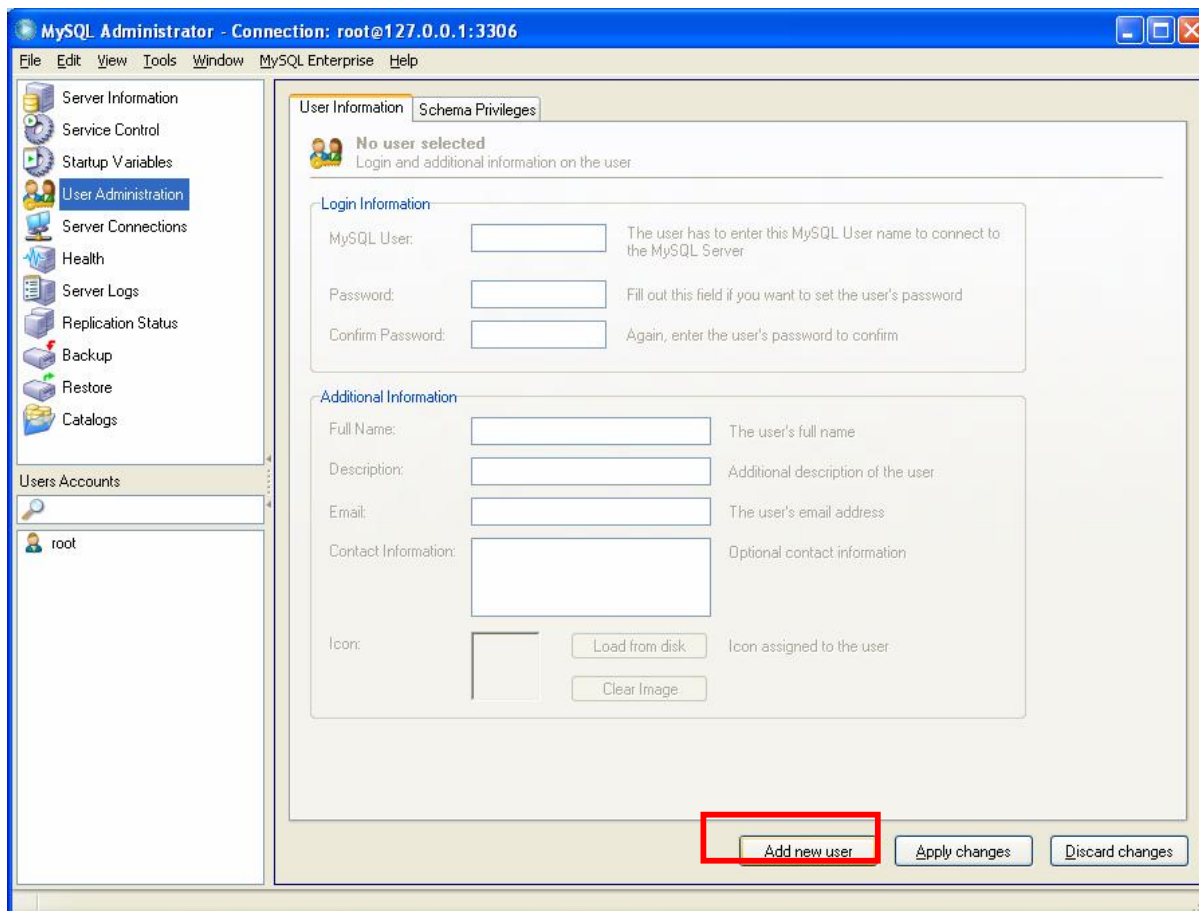 MySQL Administrator - Connection: root@127.0.0.1:3306
File Edit View Tools Window MySQL Enterprise Help
Server Information
Service Control
Startup Variables
User Administration
Server Connections
Health
Server Logs
Replication Status
Backup
Restore
Catalogs
Users Accounts
root
User Information Schema Privileges
No user selected
Login and additional information on the user
Login Information
MySQL User: The user has to enter this MySQL User name to connect to
the MySQL Server
Password: Fill out this field if you want to set the user's password
Confirm Password: Again, enter the user's password to confirm
Additional Information
Full Name: The user's full name
Description: Additional description of the user
Email: The user's email address
Contact Information: Optional contact information
Icon: Load from disk Icon assigned to the user
Clear Image
Add new user Apply changes Discard changes